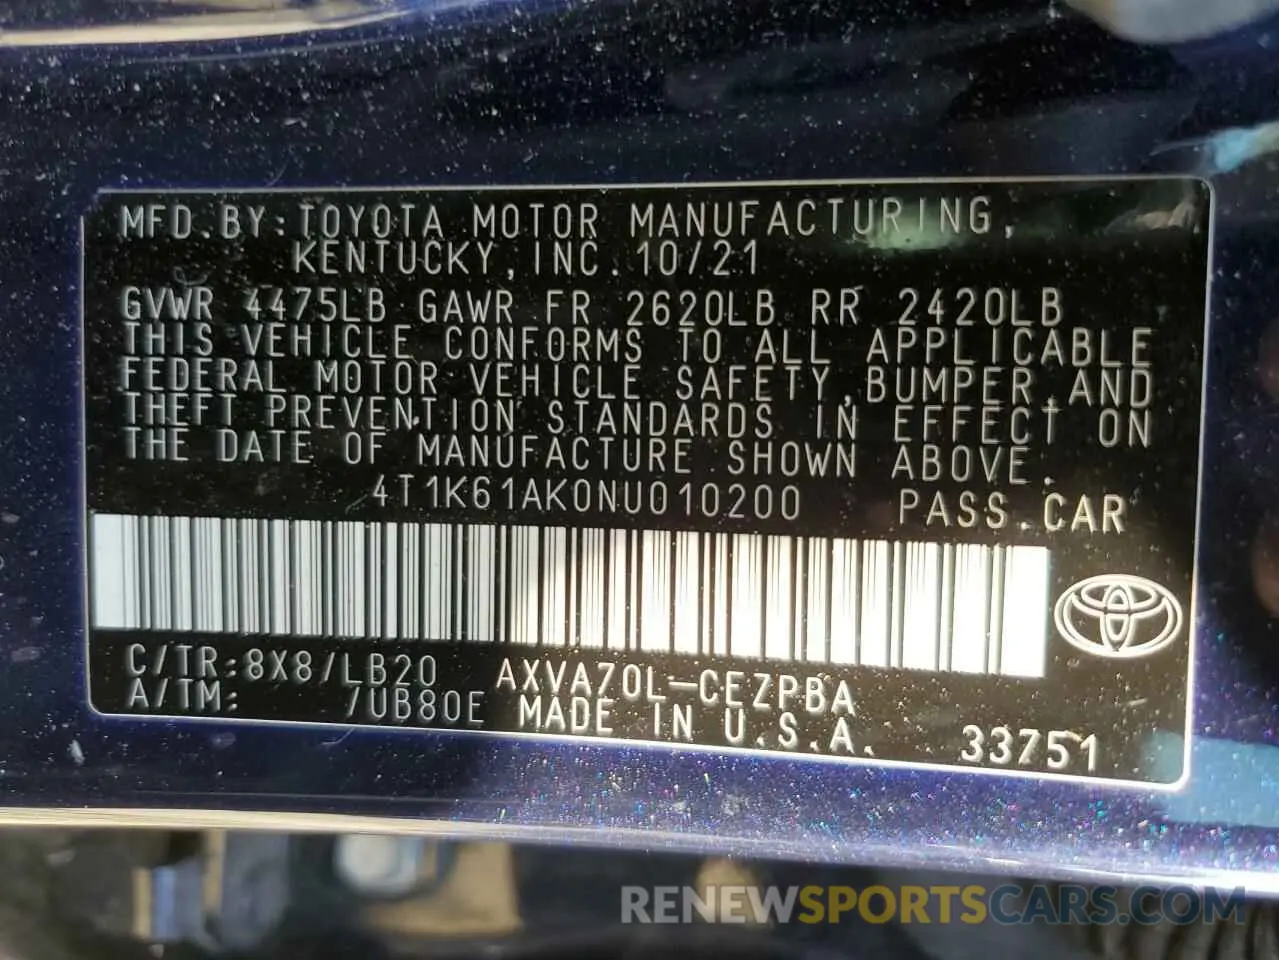 MFD.BY:TOYOTA MOTOR MANUFACTURING,
KENTUCKY,INC.10/21
GVWR 4475LB GAWR FR 2620LB RR 2420LB
THIS VEHICLE CONFORMS TO ALL APPLICABLE
FEDERAL MOTOR VEHICLE SAFETY,BUMPER,AND
THEFT PREVENTION STANDARDS IN EFFECT ON
THE DATE OF MANUFACTURE SHOWN ABOVE.
4T1K61AK0NU010200 PASS.CAR
C/TR:8X8/LB20 AXVA70L-CEZPBA
A/TM: /UB80E MADE IN U.S.A. 33751
RENEWSPORTSCARS.COM